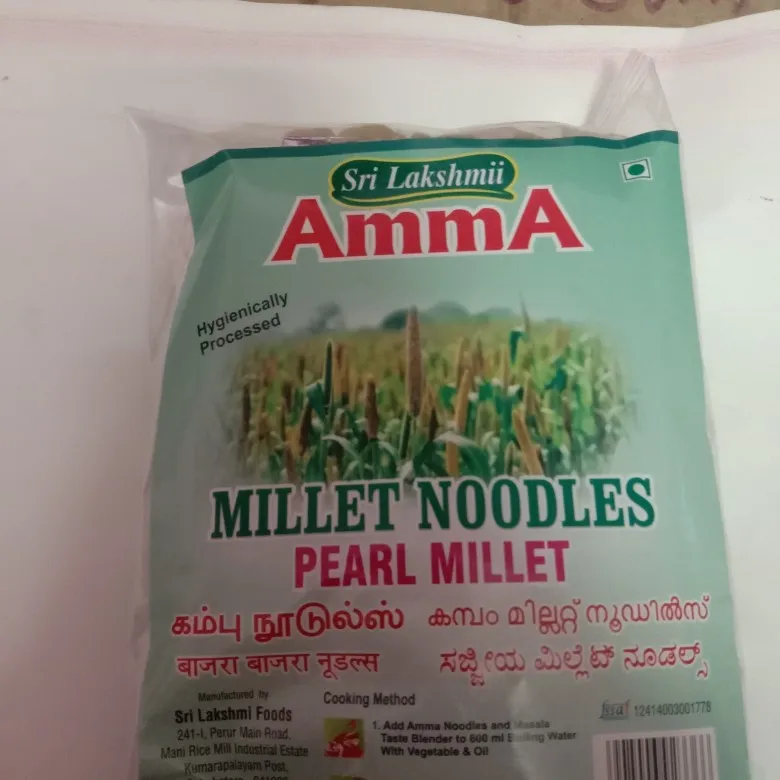 Sri Lakshmii
AmmA
Hygienically
Processed
MILLET NOODLES
PEARL MILLET
கம்பு நூடுல்ஸ்
കമ്പം മില്ലറ്റ് നൂഡിൽസ്
बाजरा बाजरा नूडल्स
ಸಜ್ಜೀಯ ಮಿಲ್ಲೆಟ್ ನೂಡಲ್ಸ್
Manufactured by
Sri Lakshmi Foods
241-I, Perur Main Road,
Mani Rice Mill Industrial Estate
Kumarapalayam Post,
Cooking Method
1. Add Amma Noodles and Masala
Taste Blender to 600 ml Boiling Water
With Vegetable & Oil
fssai 12414003001778